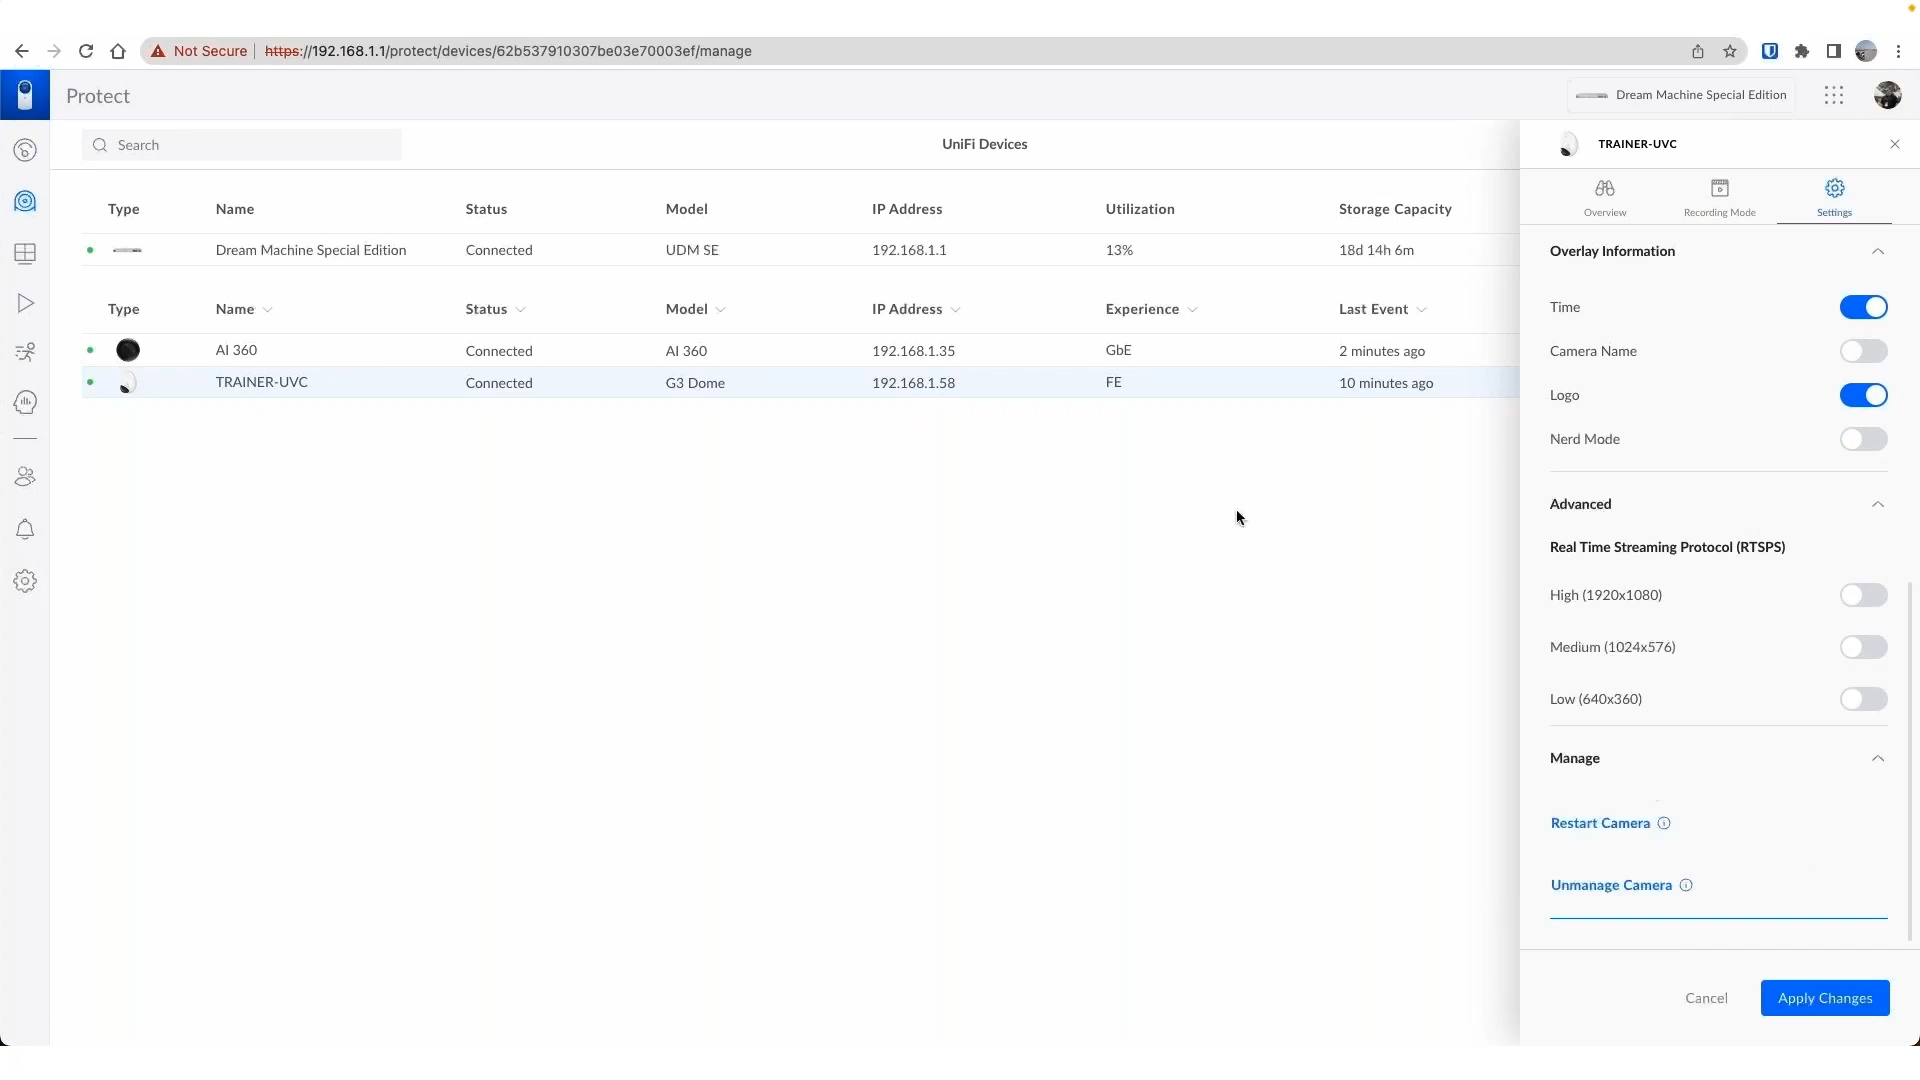 Not Secure https://192.168.1.1/protect/devices/62b537910307be03e70003ef/manage
Protect
Dream Machine Special Edition
Search
UniFi Devices
Type Name Status Model IP Address Utilization Storage Capacity
Dream Machine Special Edition Connected UDM SE 192.168.1.1 13% 18d 14h 6m
Type Name Status Model IP Address Experience Last Event
AI 360 Connected AI 360 192.168.1.35 GbE 2 minutes ago
TRAINER-UVC Connected G3 Dome 192.168.1.58 FE 10 minutes ago
TRAINER-UVC
Overview Recording Mode Settings
Overlay Information
Time
Camera Name
Logo
Nerd Mode
Advanced
Real Time Streaming Protocol (RTSPS)
High (1920x1080)
Medium (1024x576)
Low (640x360)
Manage
Restart Camera
Unmanage Camera
Cancel Apply Changes